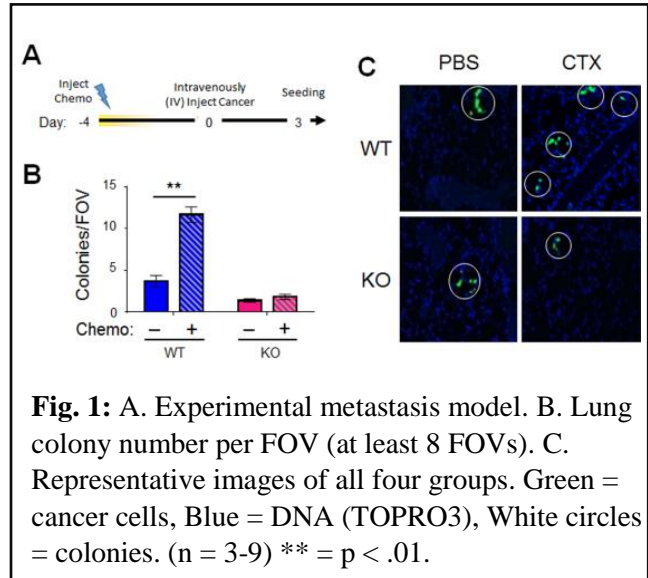 A
Inject
Chemo
Intravenously
(IV) Inject Cancer
Seeding
Day: -4 0 3
B
Colonies/FOV
15
10
5
0
**
Chemo: – + – +
WT KO
C
PBS CTX
WT
KO
Fig. 1: A. Experimental metastasis model. B. Lung
colony number per FOV (at least 8 FOVs). C.
Representative images of all four groups. Green =
cancer cells, Blue = DNA (TOPRO3), White circles
= colonies. (n = 3-9) ** = p < .01.